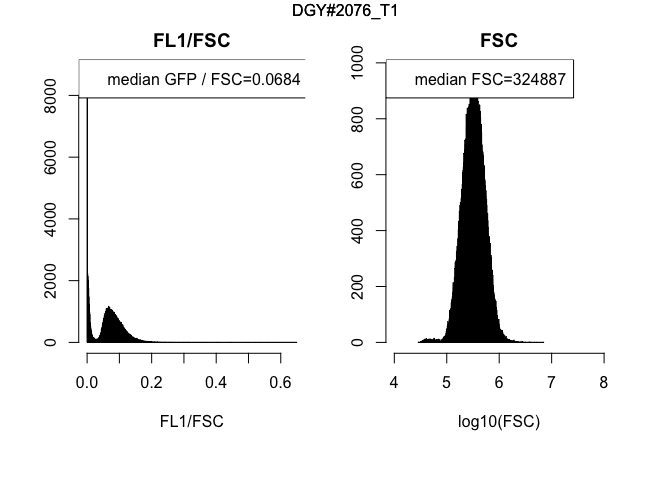 DGY#2076_T1
FL1/FSC
median GFP / FSC=0.0684
8000
6000
4000
2000
0
0.0 0.2 0.4 0.6
FL1/FSC
FSC
median FSC=324887
1000
800
600
400
200
0
4 5 6 7 8
log10(FSC)